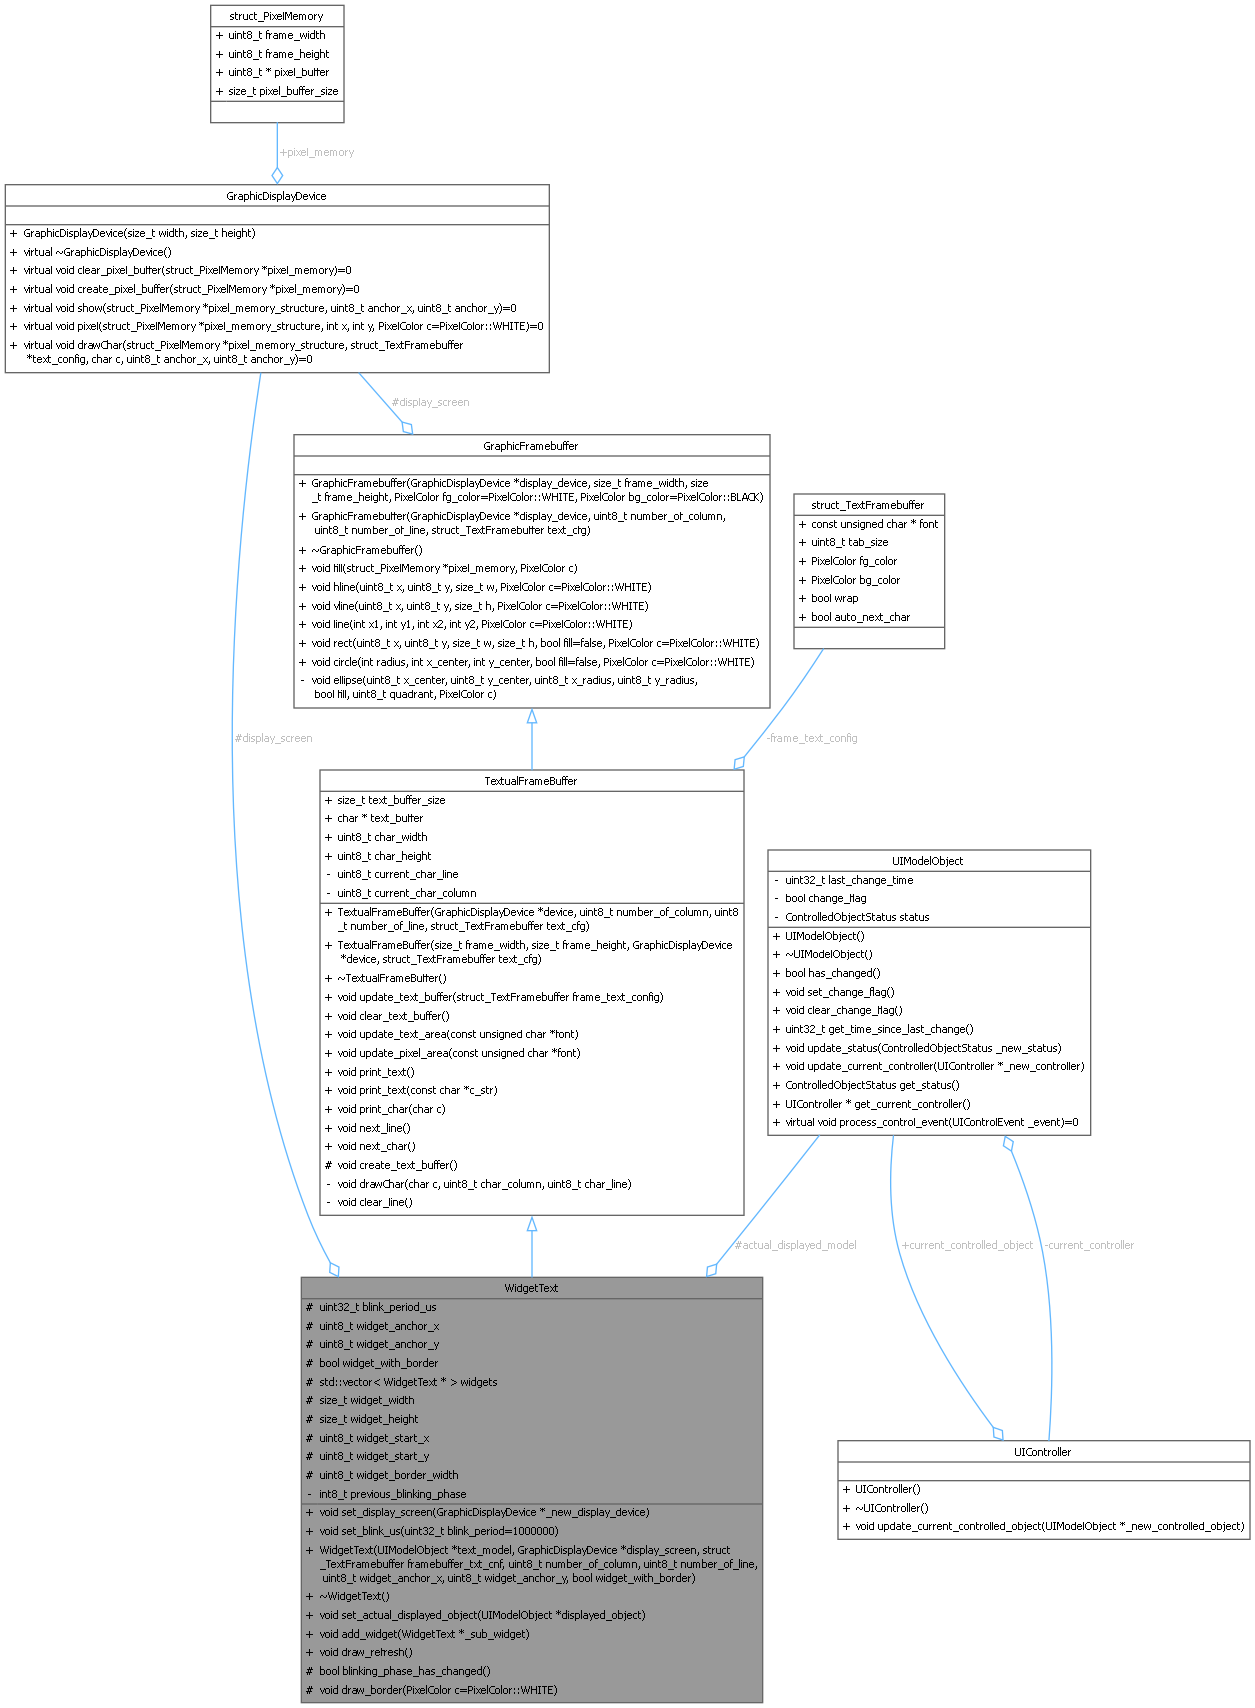 struct_PixelMemory
+ uint8_t frame_width
+ uint8_t frame_height
+ uint8_t * pixel_buffer
+ size_t pixel_buffer_size
+pixel_memory
GraphicDisplayDevice
+ GraphicDisplayDevice(size_t width, size_t height)
+ virtual ~GraphicDisplayDevice()
+ virtual void clear_pixel_buffer(struct_PixelMemory *pixel_memory)=0
+ virtual void create_pixel_buffer(struct_PixelMemory *pixel_memory)=0
+ virtual void show(struct_PixelMemory *pixel_memory_structure, uint8_t anchor_x, uint8_t anchor_y)=0
+ virtual void pixel(struct_PixelMemory *pixel_memory_structure, int x, int y, PixelColor c=PixelColor::WHITE)=0
+ virtual void drawChar(struct_PixelMemory *pixel_memory_structure, struct_TextFramebuffer
*text_config, char c, uint8_t anchor_x, uint8_t anchor_y)=0
#display_screen
GraphicFramebuffer
+ GraphicFramebuffer(GraphicDisplayDevice *display_device, size_t frame_width, size
_t frame_height, PixelColor fg_color=PixelColor::WHITE, PixelColor bg_color=PixelColor::BLACK)
+ GraphicFramebuffer(GraphicDisplayDevice *display_device, uint8_t number_of_column,
uint8_t number_of_line, struct_TextFramebuffer text_cfg)
+ ~GraphicFramebuffer()
+ void fill(struct_PixelMemory *pixel_memory, PixelColor c)
+ void hline(uint8_t x, uint8_t y, size_t w, PixelColor c=PixelColor::WHITE)
+ void vline(uint8_t x, uint8_t y, size_t h, PixelColor c=PixelColor::WHITE)
+ void line(int x1, int y1, int x2, int y2, PixelColor c=PixelColor::WHITE)
+ void rect(uint8_t x, uint8_t y, size_t w, size_t h, bool fill=false, PixelColor c=PixelColor::WHITE)
+ void circle(int radius, int x_center, int y_center, bool fill=false, PixelColor c=PixelColor::WHITE)
- void ellipse(uint8_t x_center, uint8_t y_center, uint8_t x_radius, uint8_t y_radius,
bool fill, uint8_t quadrant, PixelColor c)
struct_TextFramebuffer
+ const unsigned char * font
+ uint8_t tab_size
+ PixelColor fg_color
+ PixelColor bg_color
+ bool wrap
+ bool auto_next_char
#display_screen
-frame_text_config
TextualFrameBuffer
+ size_t text_buffer_size
+ char * text_buffer
+ uint8_t char_width
+ uint8_t char_height
- uint8_t current_char_line
- uint8_t current_char_column
+ TextualFrameBuffer(GraphicDisplayDevice *device, uint8_t number_of_column, uint8
_t number_of_line, struct_TextFramebuffer text_cfg)
+ TextualFrameBuffer(size_t frame_width, size_t frame_height, GraphicDisplayDevice
*device, struct_TextFramebuffer text_cfg)
+ ~TextualFrameBuffer()
+ void update_text_buffer(struct_TextFramebuffer frame_text_config)
+ void clear_text_buffer()
+ void update_text_area(const unsigned char *font)
+ void update_pixel_area(const unsigned char *font)
+ void print_text()
+ void print_text(const char *c_str)
+ void print_char(char c)
+ void next_line()
+ void next_char()
# void create_text_buffer()
- void drawChar(char c, uint8_t char_column, uint8_t char_line)
- void clear_line()
UIModelObject
- uint32_t last_change_time
- bool change_flag
- ControlledObjectStatus status
+ UIModelObject()
+ ~UIModelObject()
+ bool has_changed()
+ void set_change_flag()
+ void clear_change_flag()
+ uint32_t get_time_since_last_change()
+ void update_status(ControlledObjectStatus _new_status)
+ void update_current_controller(UIController *_new_controller)
+ ControlledObjectStatus get_status()
+ UIController * get_current_controller()
+ virtual void process_control_event(UIControlEvent _event)=0
#actual_displayed_model
+current_controlled_object
-current_controller
WidgetText
# uint32_t blink_period_us
# uint8_t widget_anchor_x
# uint8_t widget_anchor_y
# bool widget_with_border
# std::vector< WidgetText * > widgets
# size_t widget_width
# size_t widget_height
# uint8_t widget_start_x
# uint8_t widget_start_y
# uint8_t widget_border_width
- int8_t previous_blinking_phase
+ void set_display_screen(GraphicDisplayDevice *_new_display_device)
+ void set_blink_us(uint32_t blink_period=1000000)
+ WidgetText(UIModelObject *text_model, GraphicDisplayDevice *display_screen, struct
_TextFramebuffer framebuffer_txt_cnf, uint8_t number_of_column, uint8_t number_of_line,
uint8_t widget_anchor_x, uint8_t widget_anchor_y, bool widget_with_border)
+ ~WidgetText()
+ void set_actual_displayed_object(UIModelObject *displayed_object)
+ void add_widget(WidgetText *_sub_widget)
+ void draw_refresh()
# bool blinking_phase_has_changed()
# void draw_border(PixelColor c=PixelColor::WHITE)
UIController
+ UIController()
+ ~UIController()
+ void update_current_controlled_object(UIModelObject *_new_controlled_object)